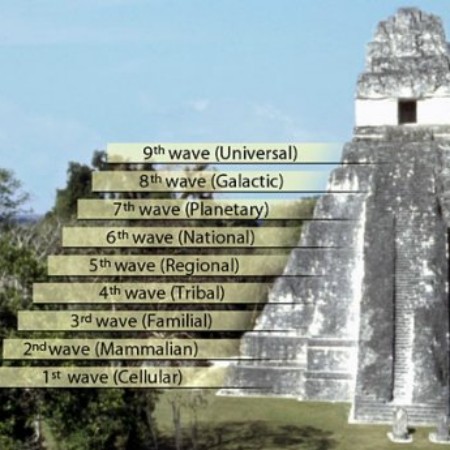 9th wave (Universal)
8th wave (Galactic)
7th wave (Planetary)
6th wave (National)
5th wave (Regional)
4th wave (Tribal)
3rd wave (Familial)
2nd wave (Mammalian)
1st wave (Cellular)